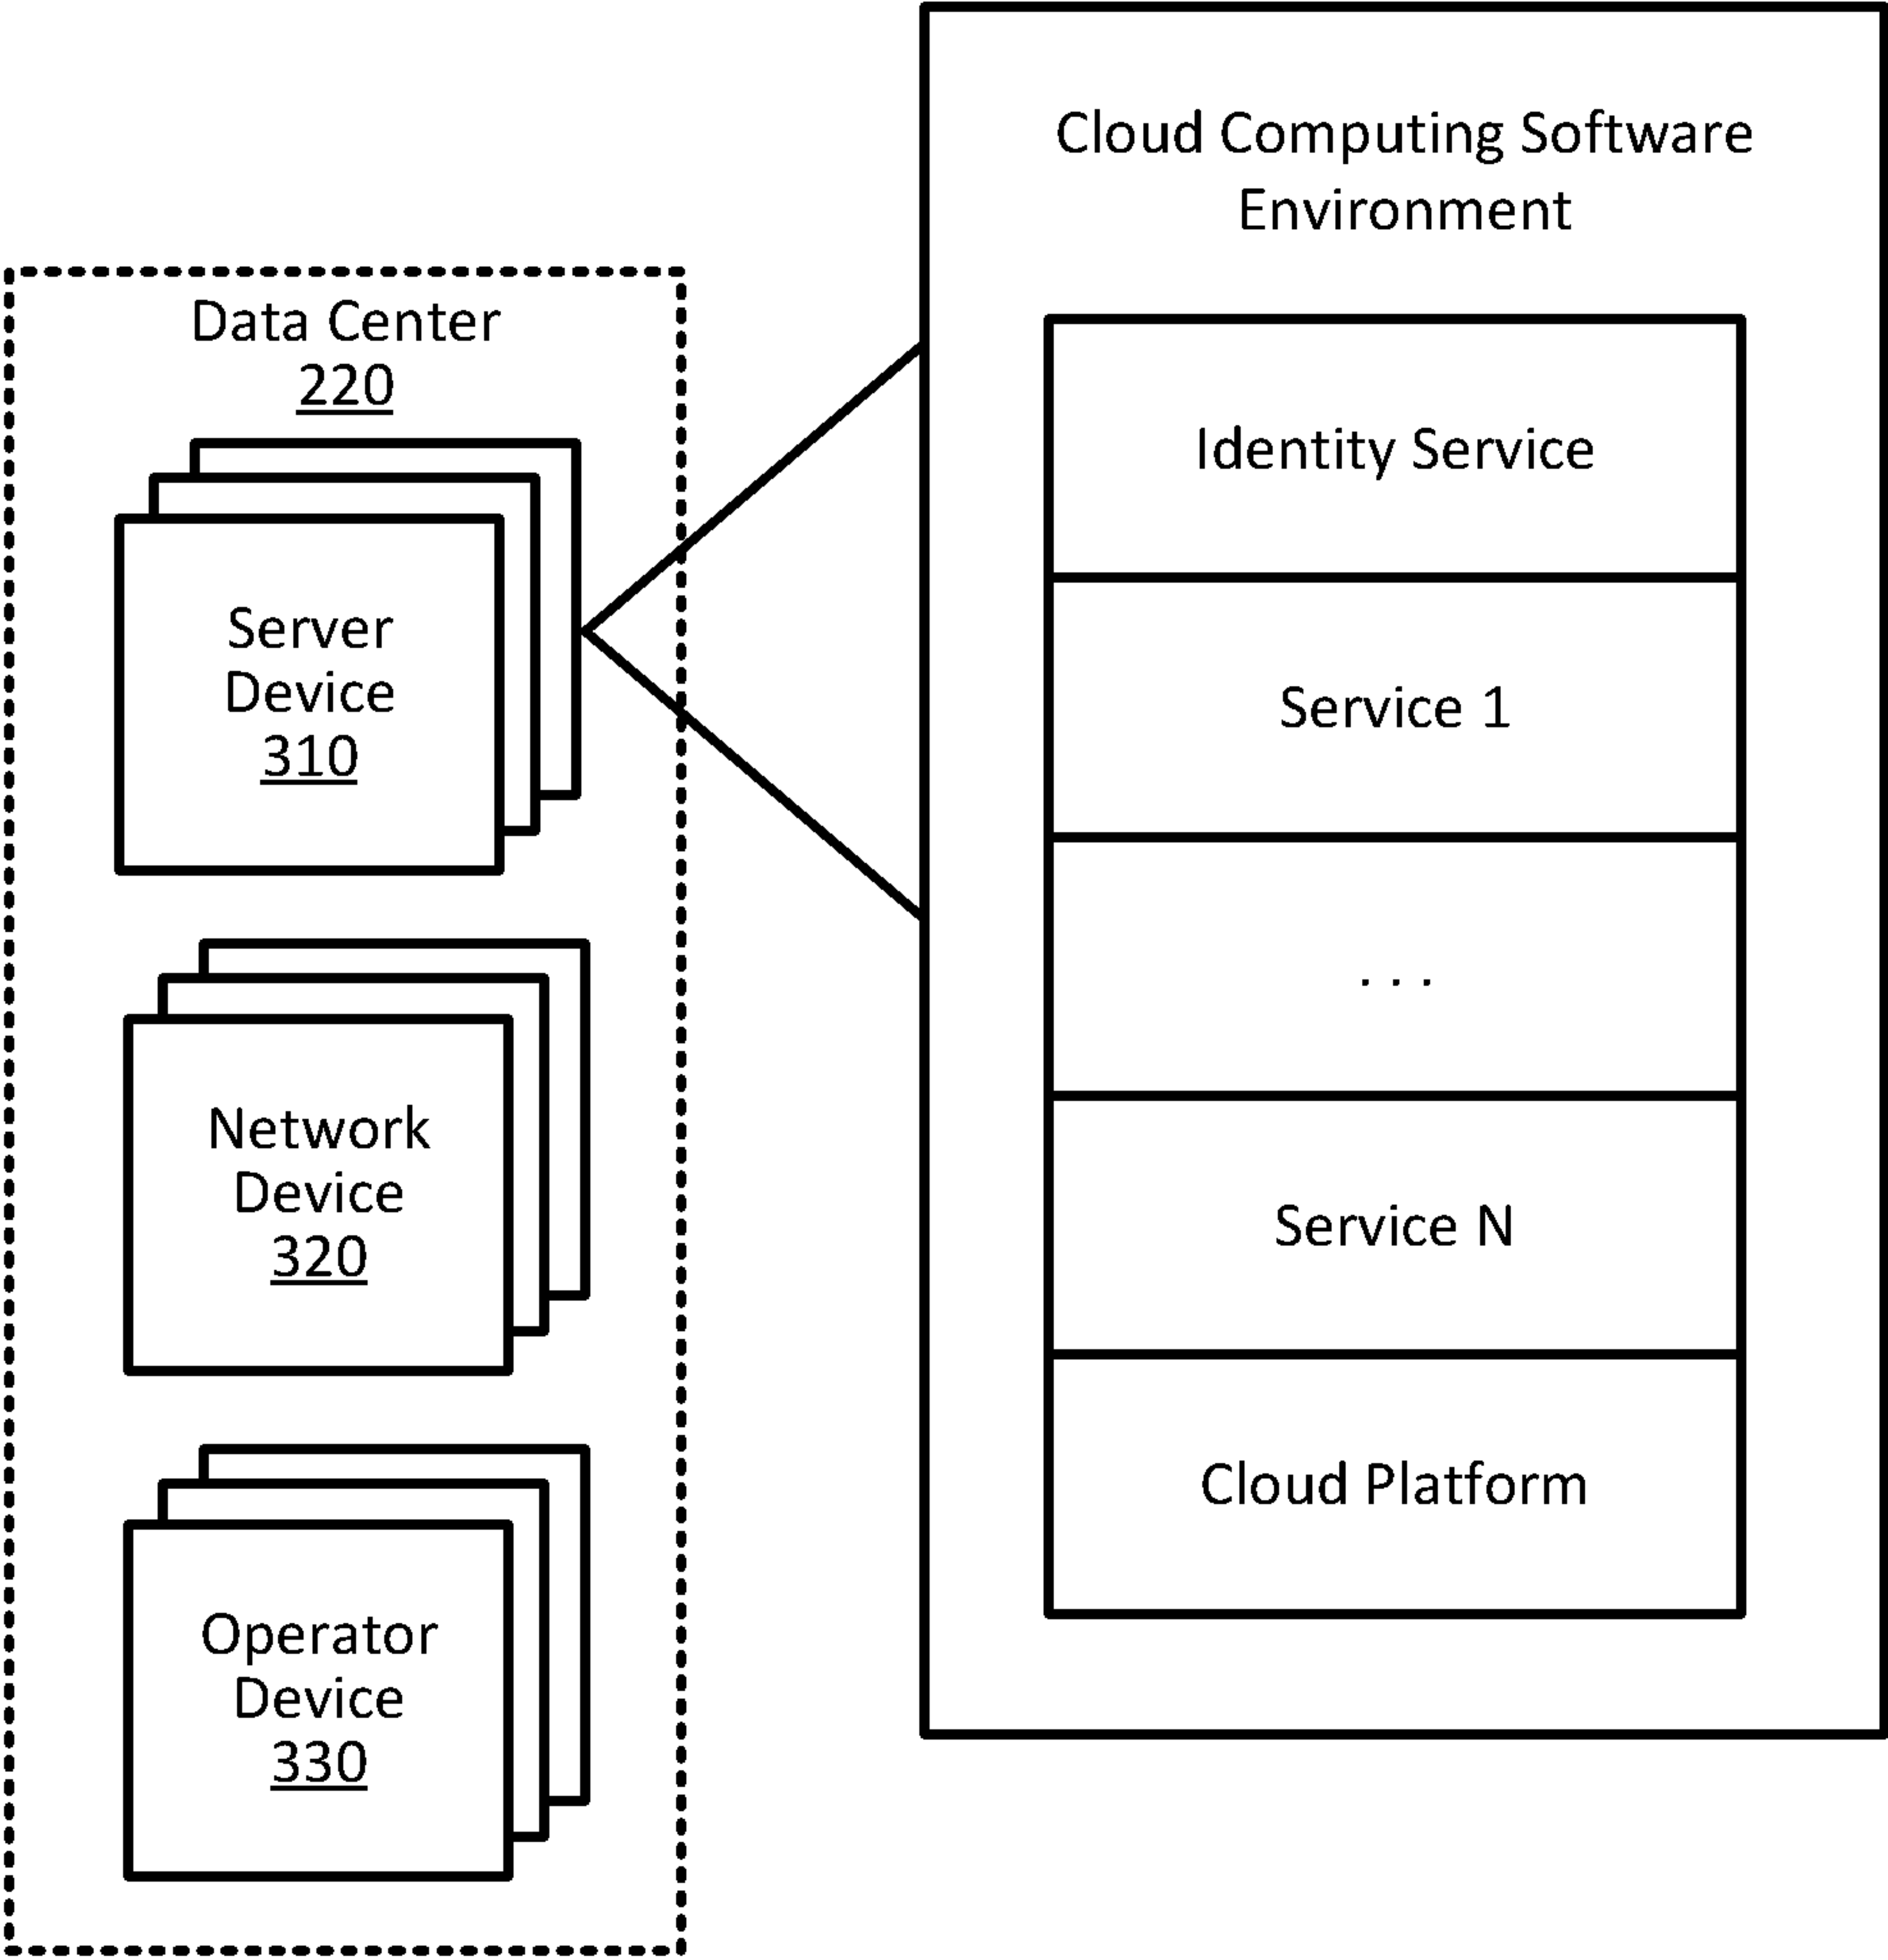 Data Center
220
Server
Device
310
Network
Device
320
Operator
Device
330
Cloud Computing Software
Environment
Identity Service
Service 1
. . .
Service N
Cloud Platform